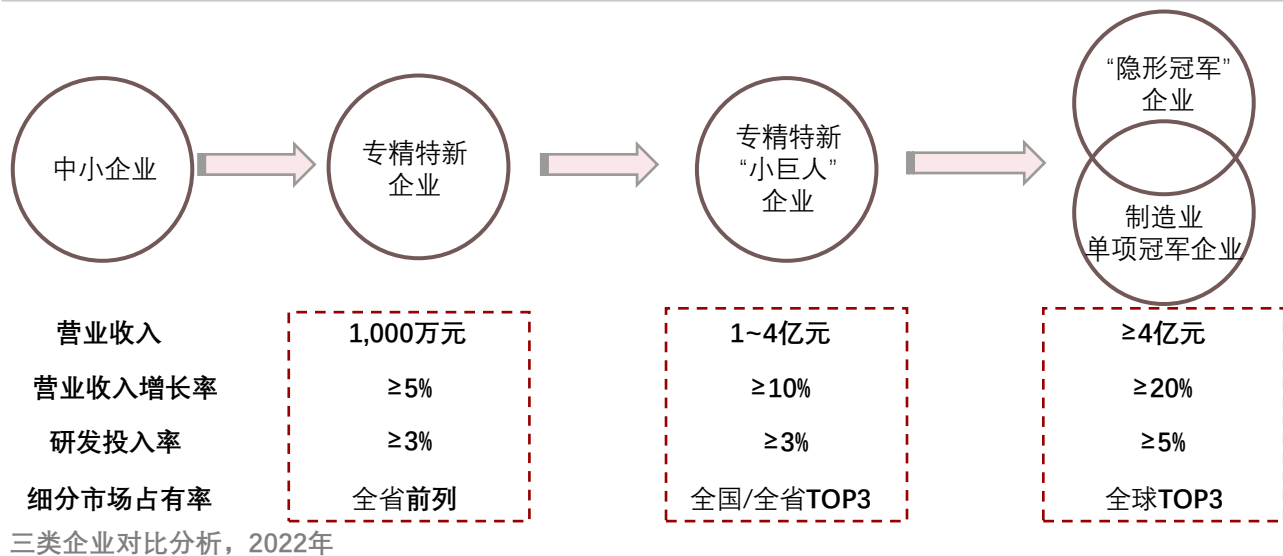 中小企业
专精特新
企业
专精特新
“小巨人”
企业
“隐形冠军”
企业
制造业
单项冠军企业
营业收入 1,000万元 1~4亿元 ≥4亿元
营业收入增长率 ≥5% ≥10% ≥20%
研发投入率 ≥3% ≥3% ≥5%
细分市场占有率 全省前列 全国/全省TOP3 全球TOP3
三类企业对比分析，2022年